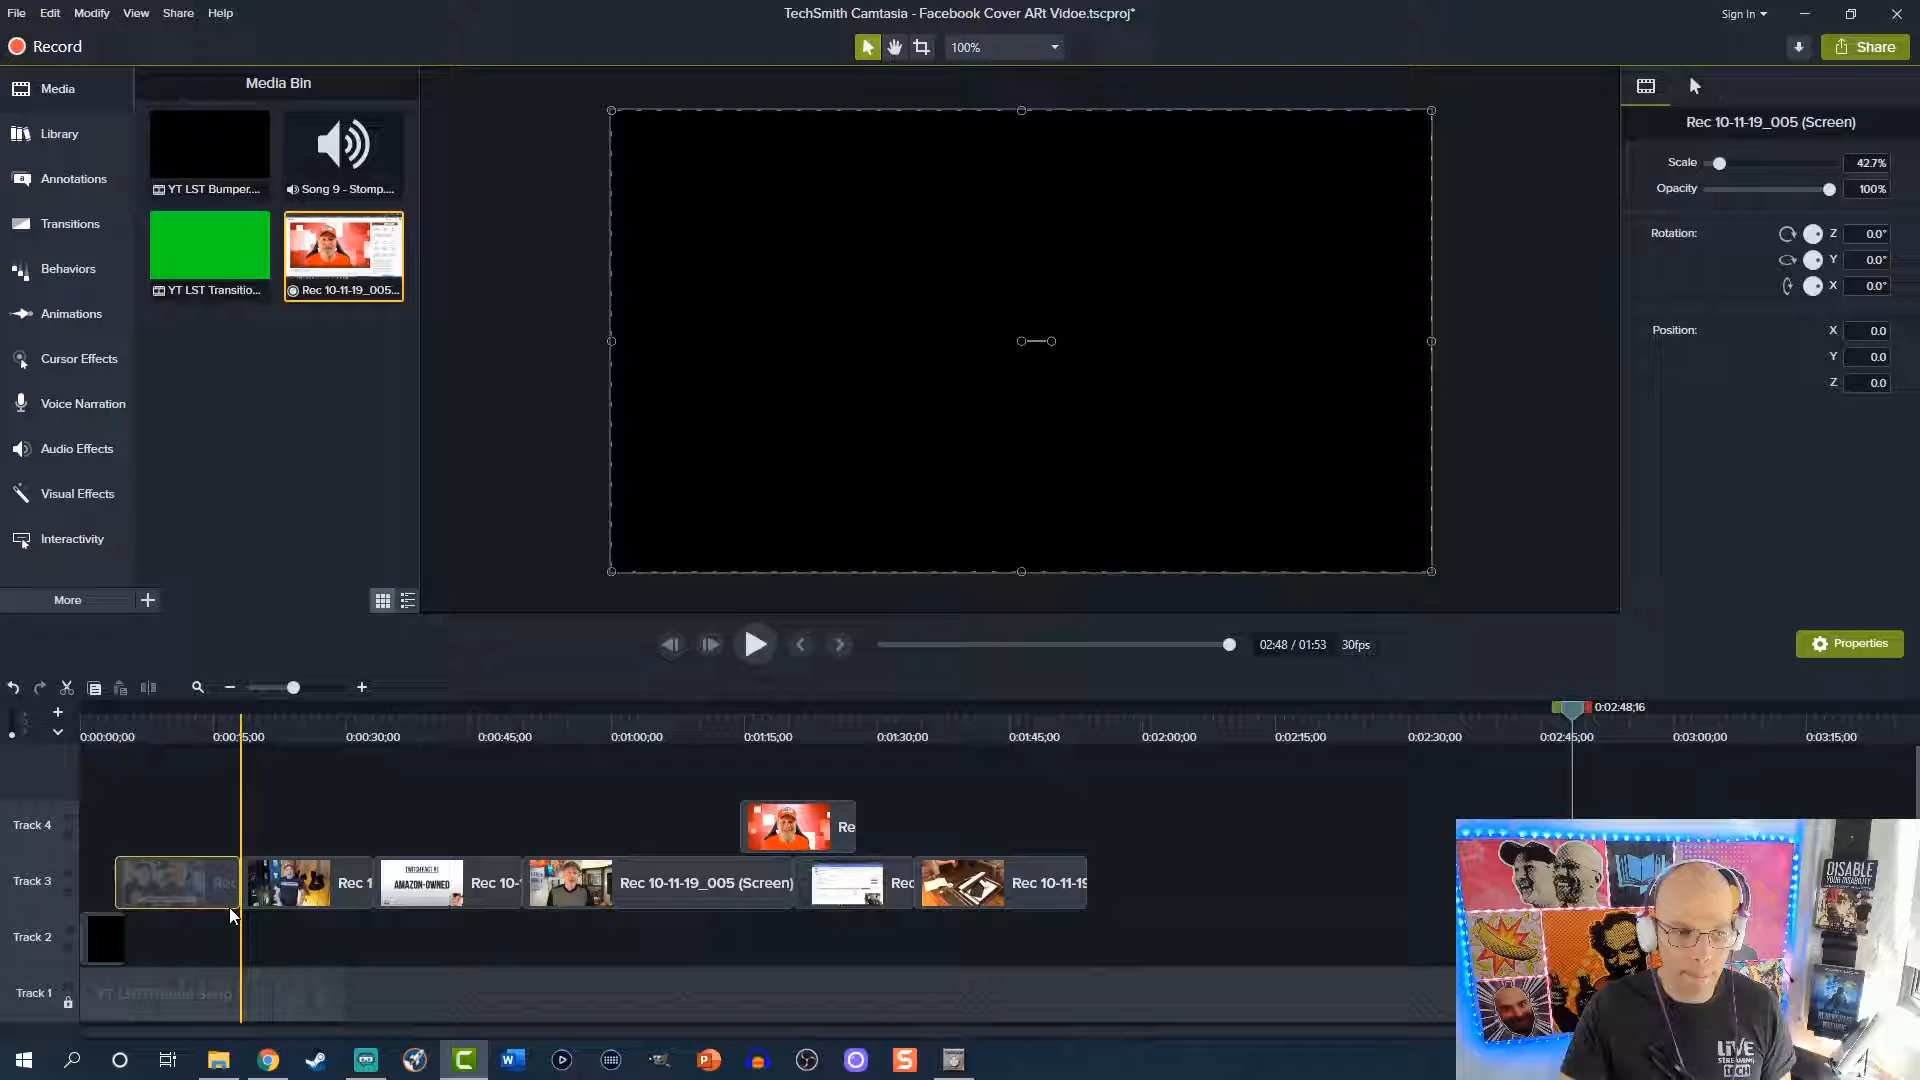 File Edit Modify View Share Help
TechSmith Camtasia - Facebook Cover ARt Vidoe.tscproj*
Sign In
Record
100%
Share
Media
Library
Annotations
Transitions
Behaviors
Animations
Cursor Effects
Voice Narration
Audio Effects
Visual Effects
Interactivity
More
Media Bin
YT LST Bumper....
Song 9 - Stomp....
YT LST Transitio...
Rec 10-11-19_005...
Rec 10-11-19_005 (Screen)
Scale 42.7%
Opacity 100%
Rotation: Z 0.0°
Y 0.0°
X 0.0°
Position: X 0.0
Y 0.0
Z 0.0
02:48 / 01:53 30fps
Properties
0:02:48;16
0:00:00;00 0:00:15;00 0:00:30;00 0:00:45;00 0:01:00;00 0:01:15;00 0:01:30;00 0:01:45;00 0:02:00;00 0:02:15;00 0:02:30;00 0:02:45;00 0:03:00;00 0:03:15;00
Track 4
Re
Track 3
Rec
Rec 1
AMAZON-OWNED
Rec 10-
Rec 10-11-19_005 (Screen)
Rec
Rec 10-11-19
Track 2
Track 1
DISABLE
YOUR DISABILITY
LIVE
STREAMING